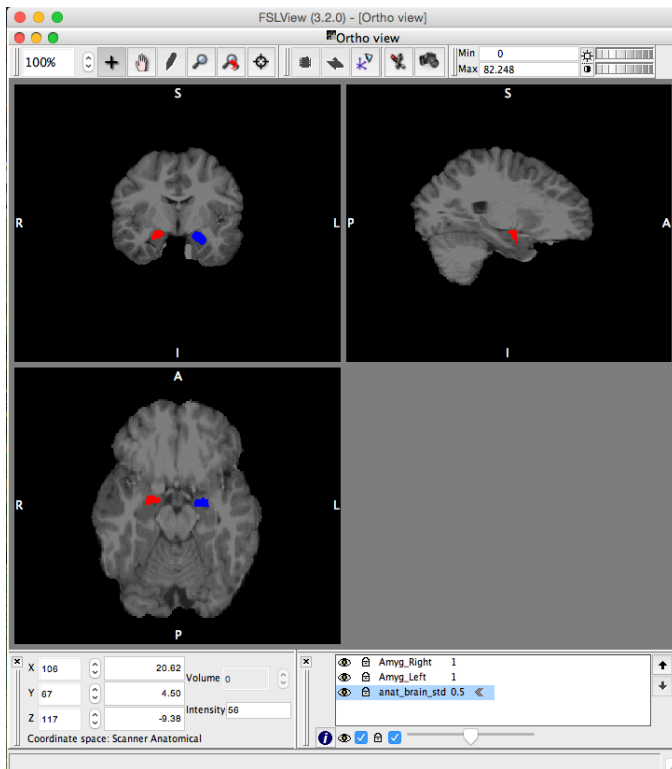 FSLView (3.2.0) - [Ortho view]
Ortho view
100%
Min 0
Max 82.248
S
R L
I
S
P A
I
A
R L
P
X 106 20.62
Y 67 4.50
Z 117 -9.38
Volume 0
Intensity 56
Coordinate space: Scanner Anatomical
Amyg_Right 1
Amyg_Left 1
anat_brain_std 0.5